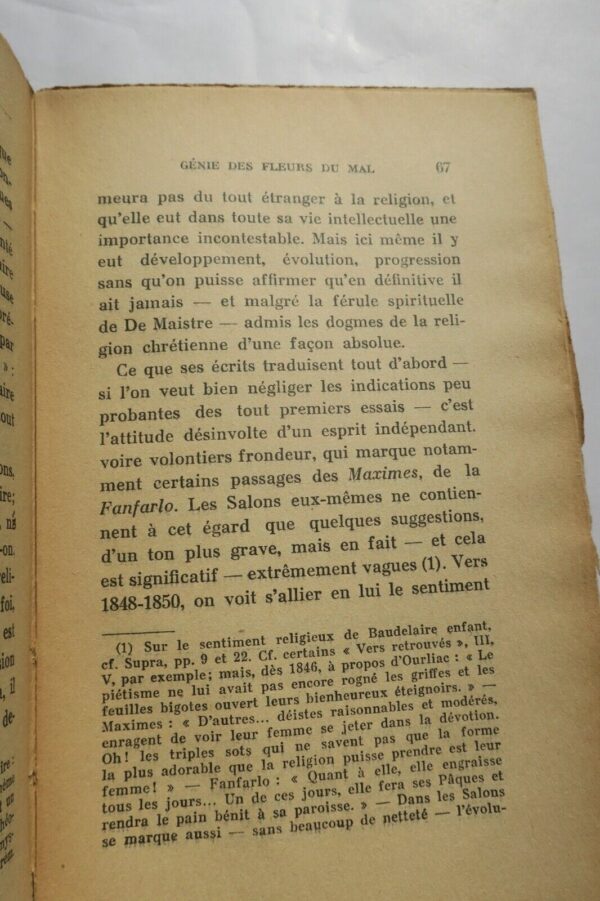 GÉNIE DES FLEURS DU MAL 67
meura pas du tout étranger à la religion, et
qu'elle eut dans toute sa vie intellectuelle une
importance incontestable. Mais ici même il y
eut développement, évolution, progression
sans qu'on puisse affirmer qu'en définitive il
ait jamais — et malgré la férule spirituelle
de De Maistre — admis les dogmes de la reli-
gion chrétienne d'une façon absolue.
Ce que ses écrits traduisent tout d'abord —
si l'on veut bien négliger les indications peu
probantes des tout premiers essais — c'est
l'attitude désinvolte d'un esprit indépendant.
voire volontiers frondeur, qui marque notam-
ment certains passages des Maximes, de la
Fanfarlo. Les Salons eux-mêmes ne contien-
nent à cet égard que quelques suggestions,
d'un ton plus grave, mais en fait — et cela
est significatif — extrêmement vagues (1). Vers
1848-1850, on voit s'allier en lui le sentiment
(1) Sur le sentiment religieux de Baudelaire enfant,
cf. Supra, pp. 9 et 22. Cf. certains « Vers retrouvés », III,
V, par exemple; mais, dès 1846, à propos d'Ourliac : « Le
piétisme ne lui avait pas encore rogné les griffes et les
feuilles bigotes ouvert leurs bienheureux éteignoirs. » —
Maximes : « D'autres... déistes raisonnables et modérés,
enragent de voir leur femme se jeter dans la dévotion.
Oh! les triples sots qui ne savent pas que la forme
la plus adorable que la religion puisse prendre est leur
femme! » — Fanfarlo : « Quant à elle, elle engraisse
tous les jours... Un de ces jours, elle fera ses Pâques et
rendra le pain bénit à sa paroisse. » — Dans les Salons
se marque aussi — sans beaucoup de netteté — l'évolu-